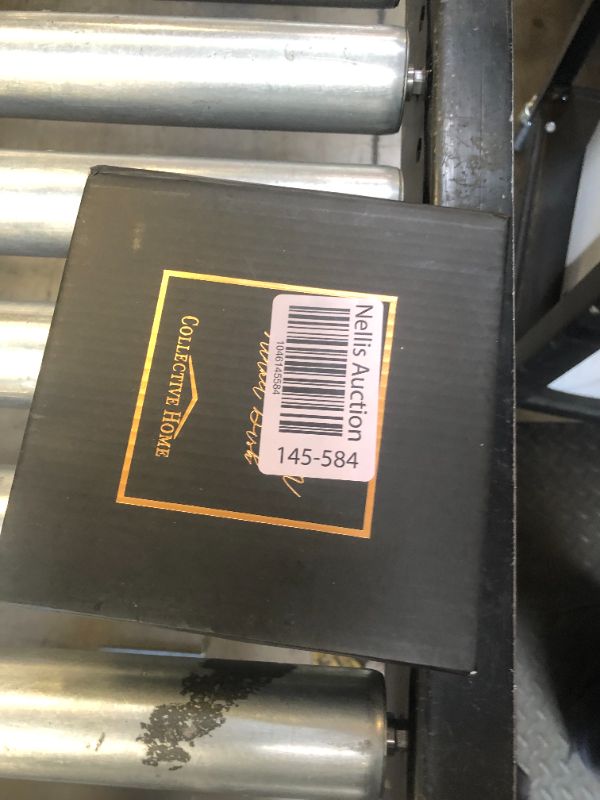 COLLECTIVE HOME
Nellis Auction
1046145584
145-584